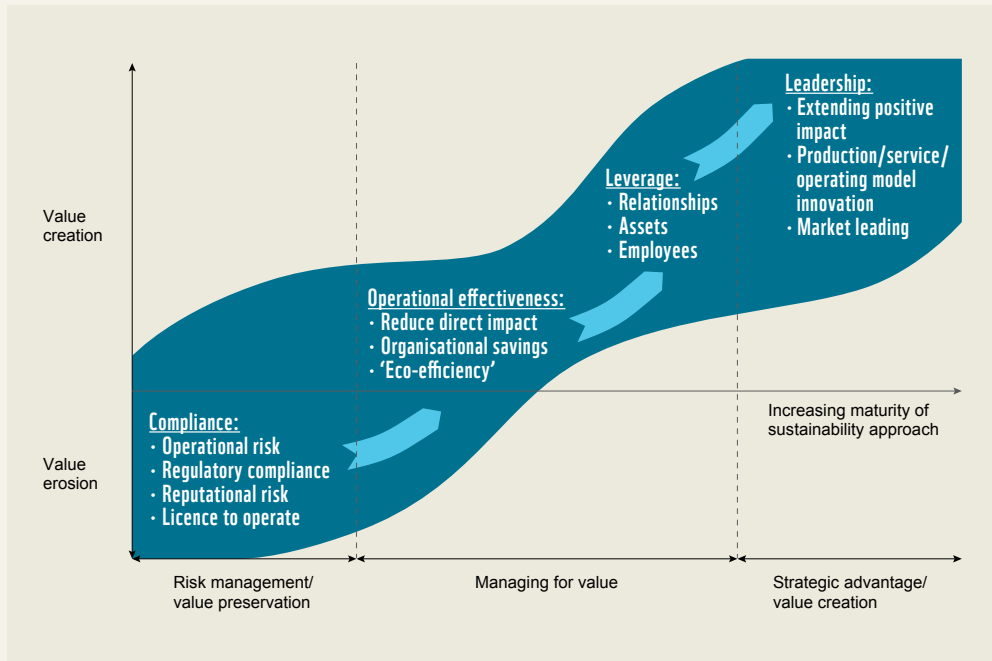 Value
creation
Value
erosion
Compliance:
· Operational risk
· Regulatory compliance
· Reputational risk
· Licence to operate
Operational effectiveness:
· Reduce direct impact
· Organisational savings
· ‘Eco-efficiency’
Leverage:
· Relationships
· Assets
· Employees
Leadership:
· Extending positive
impact
· Production/service/
operating model
innovation
· Market leading
Increasing maturity of
sustainability approach
Risk management/
value preservation
Managing for value
Strategic advantage/
value creation